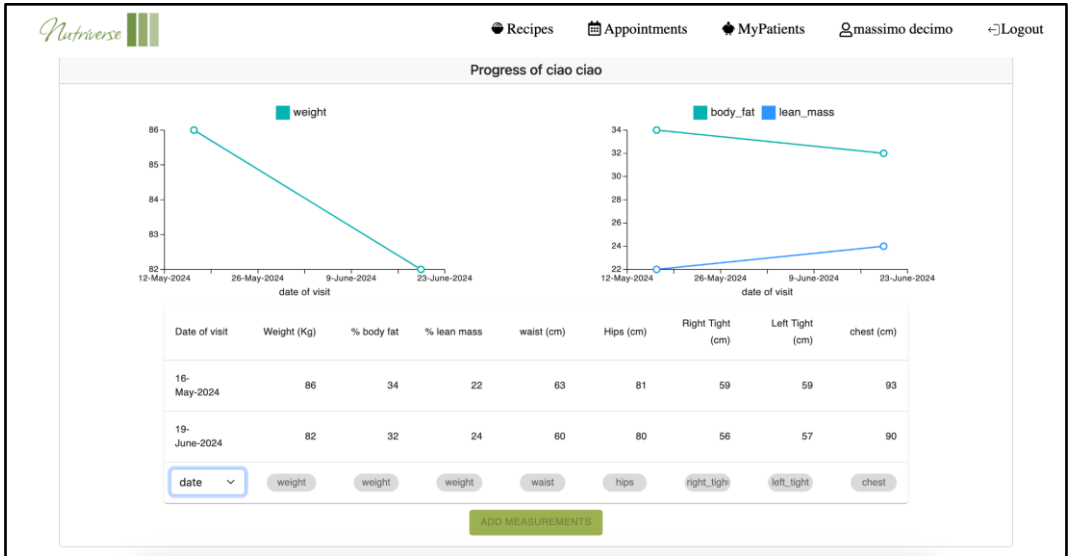 Nutriverse
Recipes Appointments MyPatients massimo decimo Logout
Progress of ciao ciao
weight
86
85
84
83
82
12-May-2024 26-May-2024 9-June-2024 23-June-2024
date of visit
body_fat lean_mass
34
32
30
28
26
24
22
12-May-2024 26-May-2024 9-June-2024 23-June-2024
date of visit
Date of visit Weight (Kg) % body fat % lean mass waist (cm) Hips (cm) Right Tight (cm) Left Tight (cm) chest (cm)
16-May-2024 86 34 22 63 81 59 59 93
19-June-2024 82 32 24 60 80 56 57 90
date weight weight weight waist hips right_tigh left_tight chest
ADD MEASUREMENTS